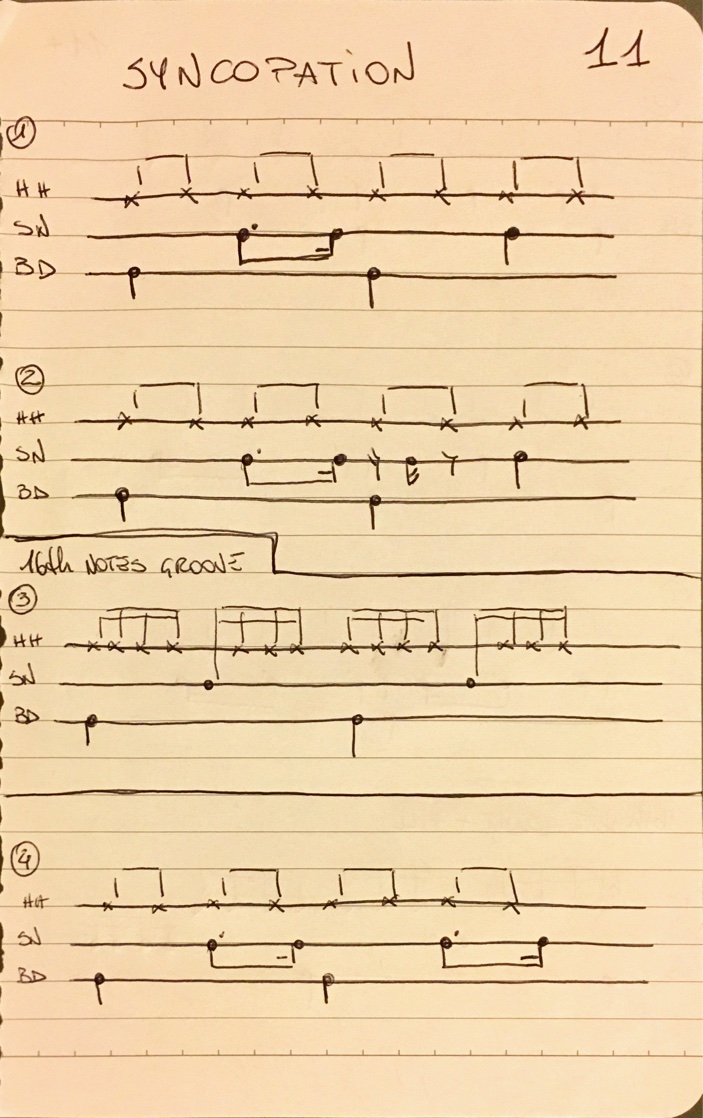 SYNCOPATION 11
1
HH
SN
BD
2
HH
SN
BD
16th NOTES GROOVE
3
HH
SN
BD
4
HH
SN
BD